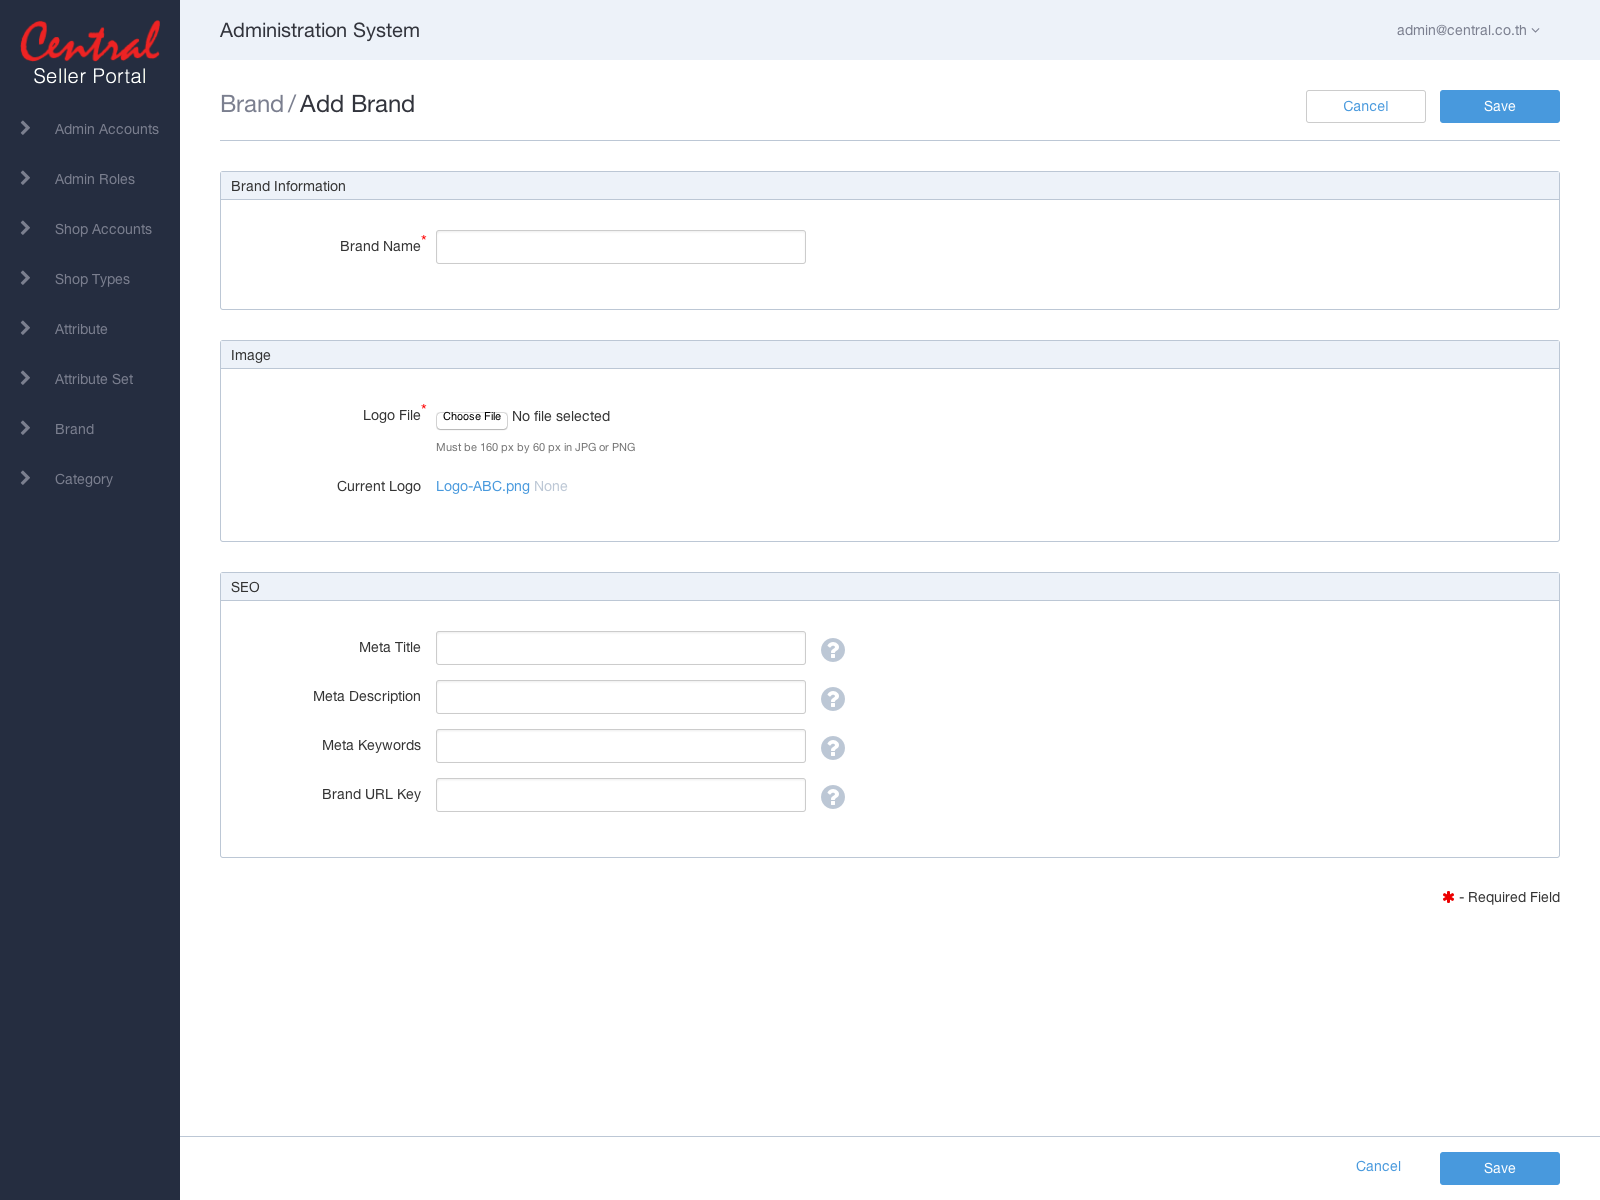 Central
Seller Portal
Admin Accounts
Admin Roles
Shop Accounts
Shop Types
Attribute
Attribute Set
Brand
Category
Administration System
admin@central.co.th
Brand / Add Brand
Cancel
Save
Brand Information
Brand Name*
Image
Logo File*
Choose File No file selected
Must be 160 px by 60 px in JPG or PNG
Current Logo Logo-ABC.png None
SEO
Meta Title
?
Meta Description
?
Meta Keywords
?
Brand URL Key
?
✱ - Required Field
Cancel
Save